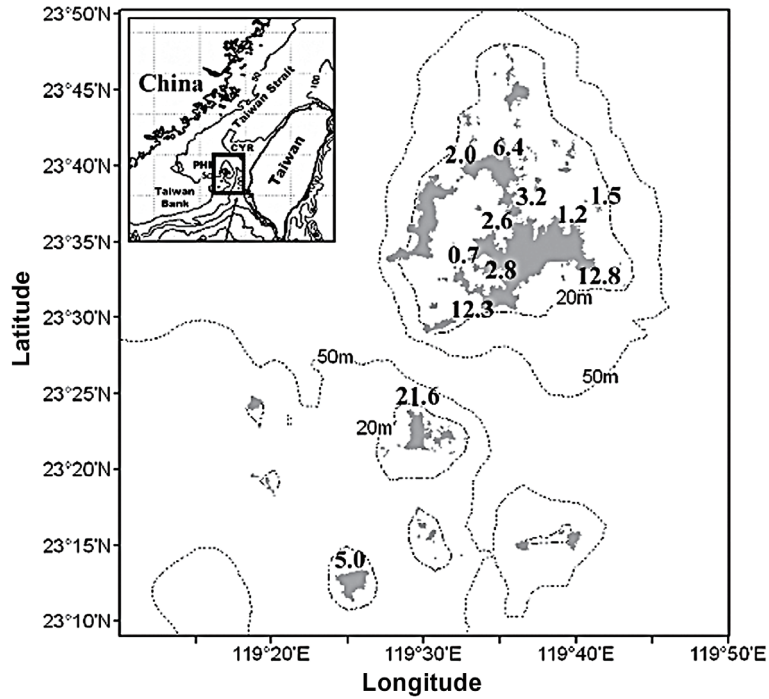 23°50'N
23°45'N
23°40'N
23°35'N
23°30'N
23°25'N
23°20'N
23°15'N
23°10'N
Latitude
China
Taiwan Strait
50
100
CYR
Taiwan
Taiwan
Bank
2.0
6.4
3.2
1.5
2.6
1.2
0.7
2.8
12.8
20m
12.3
50m
50m
21.6
20m
5.0
119°20'E
119°30'E
119°40'E
119°50'E
Longitude